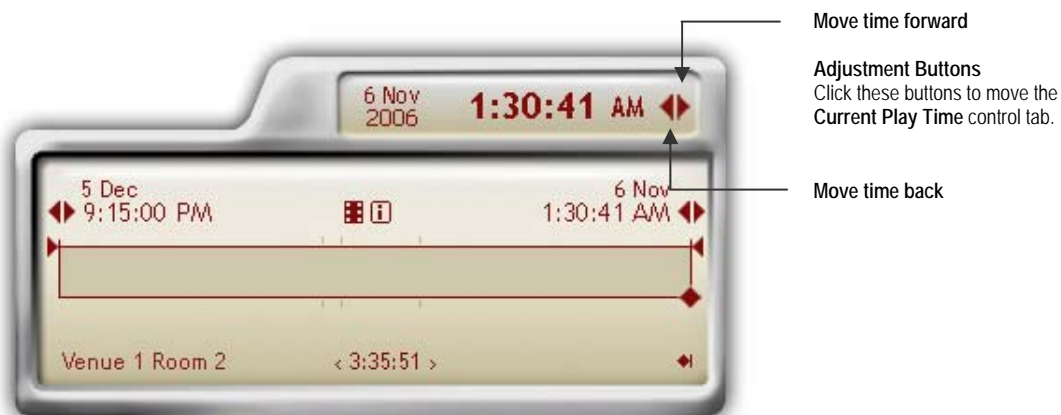 Move time forward
Adjustment Buttons
Click these buttons to move the
Current Play Time control tab.
Move time back
6 Nov
2006
1:30:41 AM
5 Dec
9:15:00 PM
6 Nov
1:30:41 AM
Venue 1 Room 2
< 3:35:51 >